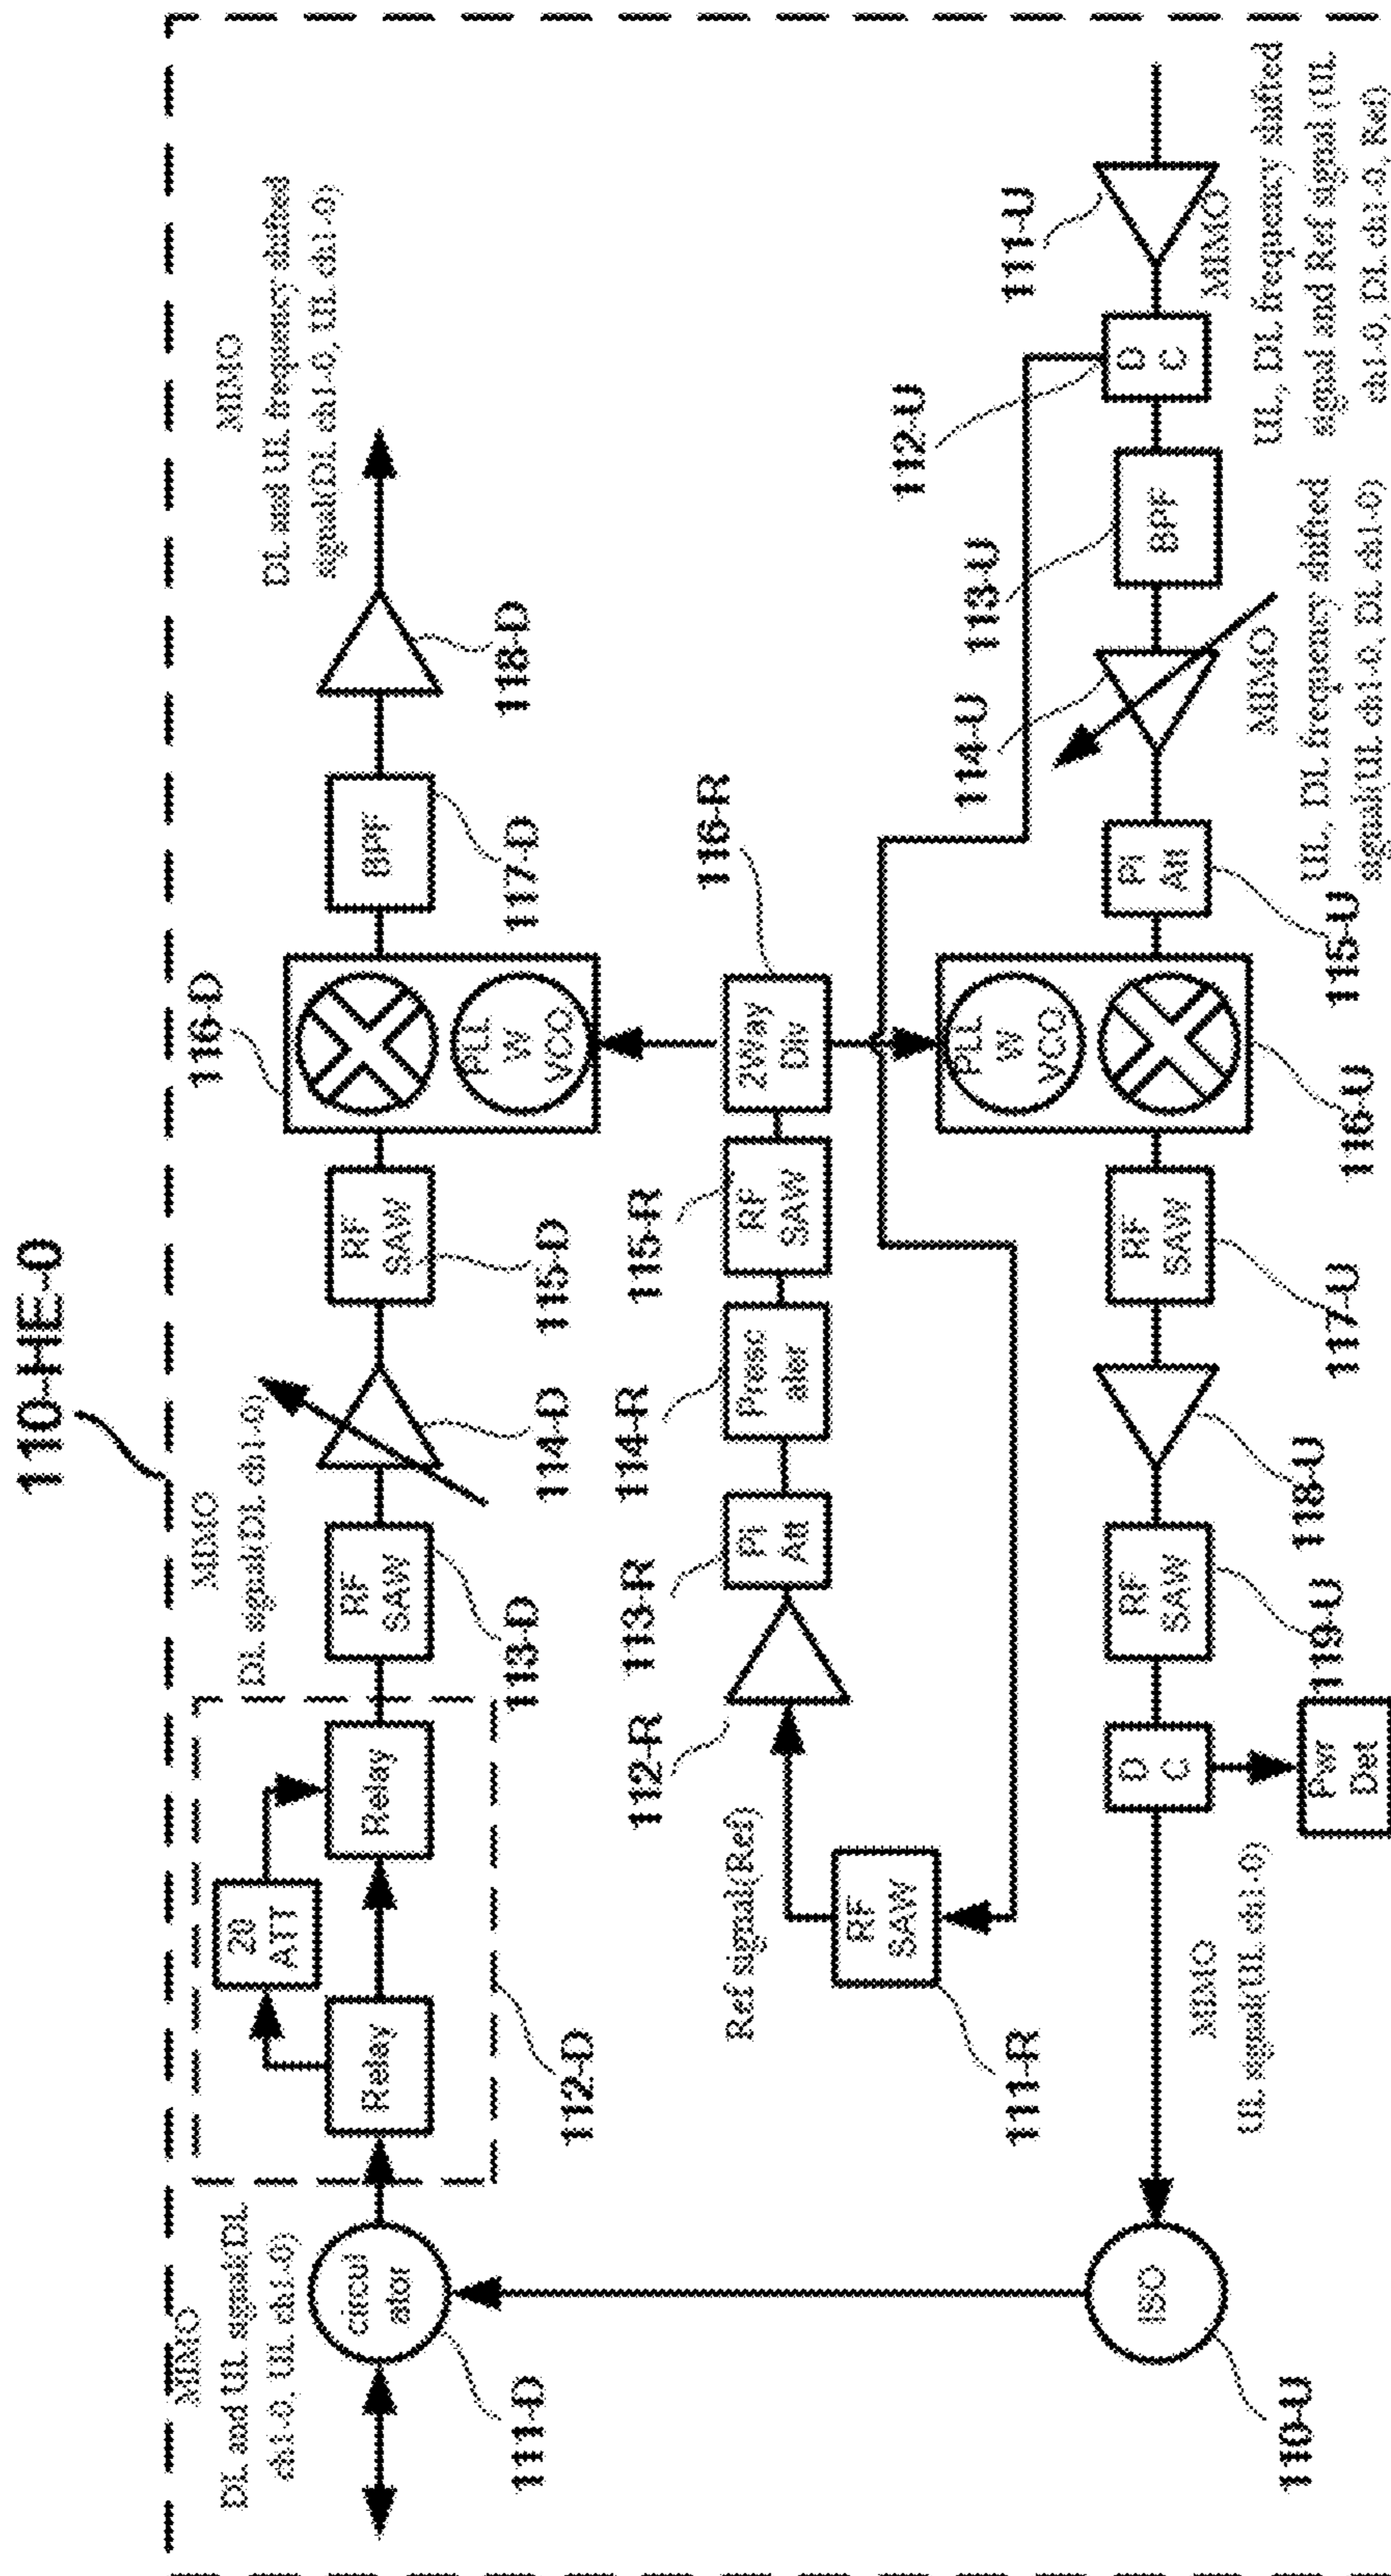 110-HE-0
MIMO
DL and UL signal(DL
ch1-0, UL ch1-0)
MIMO
DL signal(DL ch1-0)
MIMO
DL and UL frequency shifted
signal(DL ch1-0, UL ch1-0)
20
ATT
circul
ator
Relay
Relay
RF
SAW
RF
SAW
PLL
W
VCO
BPF
111-D
112-D
113-D
114-D
115-D
116-D
117-D
118-D
Ref signal(Ref)
RF
SAW
Pi
Att
Presc
aler
RF
SAW
2Way
Div
111-R
112-R
113-R
114-R
115-R
116-R
111-U
112-U
113-U
114-U
ISO
D
C
RF
SAW
RF
SAW
PLL
W
VCO
Pi
Att
BPF
D
C
Pwr
Det
110-U
119-U
118-U
117-U
116-U
115-U
MIMO
UL signal(UL ch1-0)
MIMO
UL, DL frequency shifted
signal(UL ch1-0, DL ch1-0)
MIMO
UL, DL frequency shifted
signal and Ref signal (UL
ch1-0, DL ch1-0, Ref)